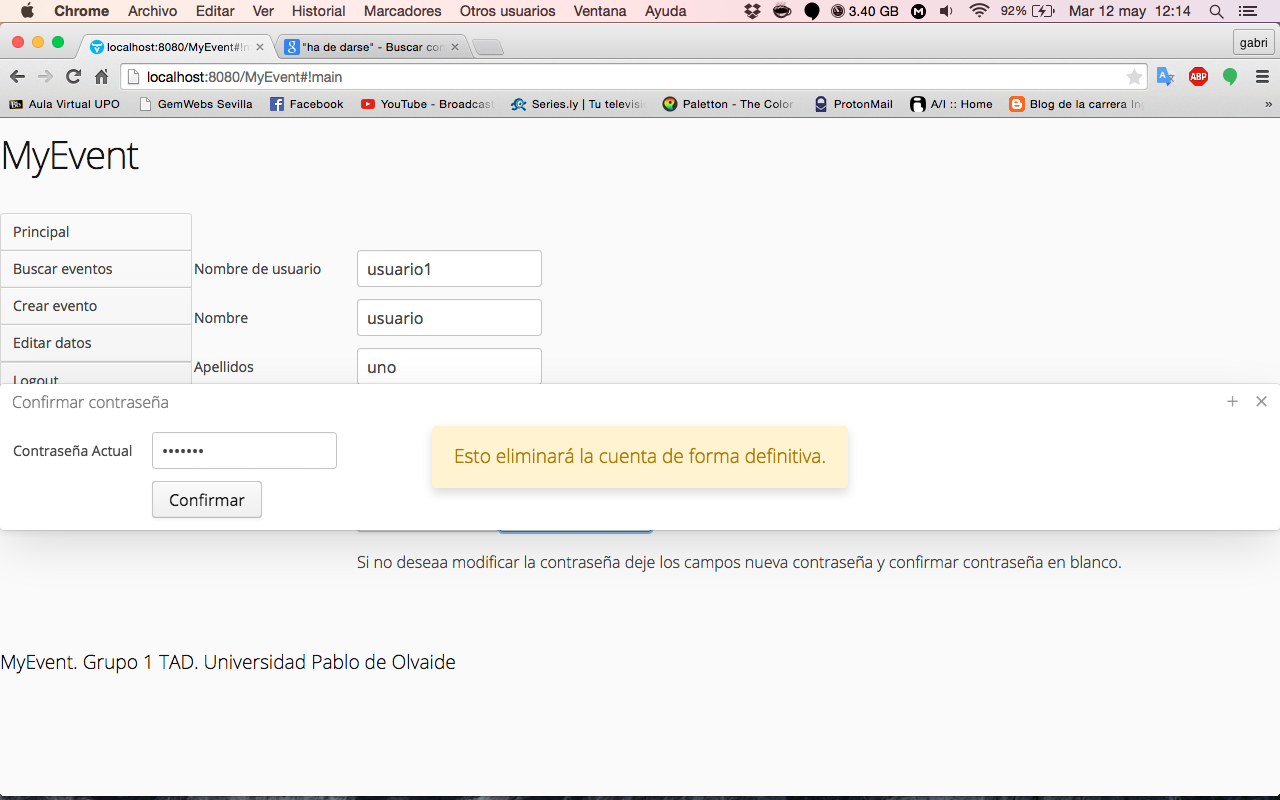 Chrome Archivo Editar Ver Historial Marcadores Otros usuarios Ventana Ayuda 3.40 GB 92% Mar 12 may 12:14
localhost:8080/MyEvent#!m "ha de darse" - Buscar con gabri
localhost:8080/MyEvent#!main ABP
Aula Virtual UPO GemWebs Sevilla Facebook YouTube - Broadcast Series.ly | Tu televisi Paletton - The Color ProtonMail A/I :: Home Blog de la carrera In »
MyEvent
Principal
Buscar eventos
Nombre de usuario usuario1
Crear evento
Nombre usuario
Editar datos
Apellidos uno
Logout
Confirmar contraseña
Contraseña Actual •••••••
Esto eliminará la cuenta de forma definitiva.
Confirmar
Si no deseaa modificar la contraseña deje los campos nueva contraseña y confirmar contraseña en blanco.
MyEvent. Grupo 1 TAD. Universidad Pablo de Olvaide